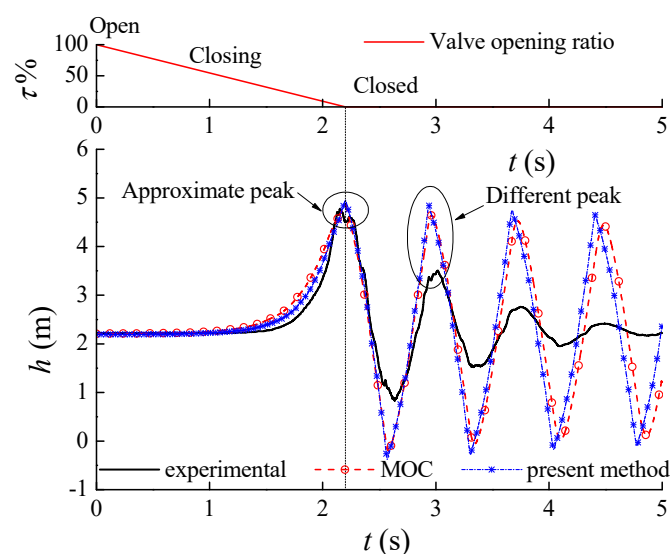 Open
100
Closing
Valve opening ratio
50
τ%
Closed
0
0 1 2 3 4 5
t (s)
6
Approximate peak
Different peak
5
4
3
h (m)
2
1
0
experimental MOC present method
-1
0 1 2 3 4 5
t (s)